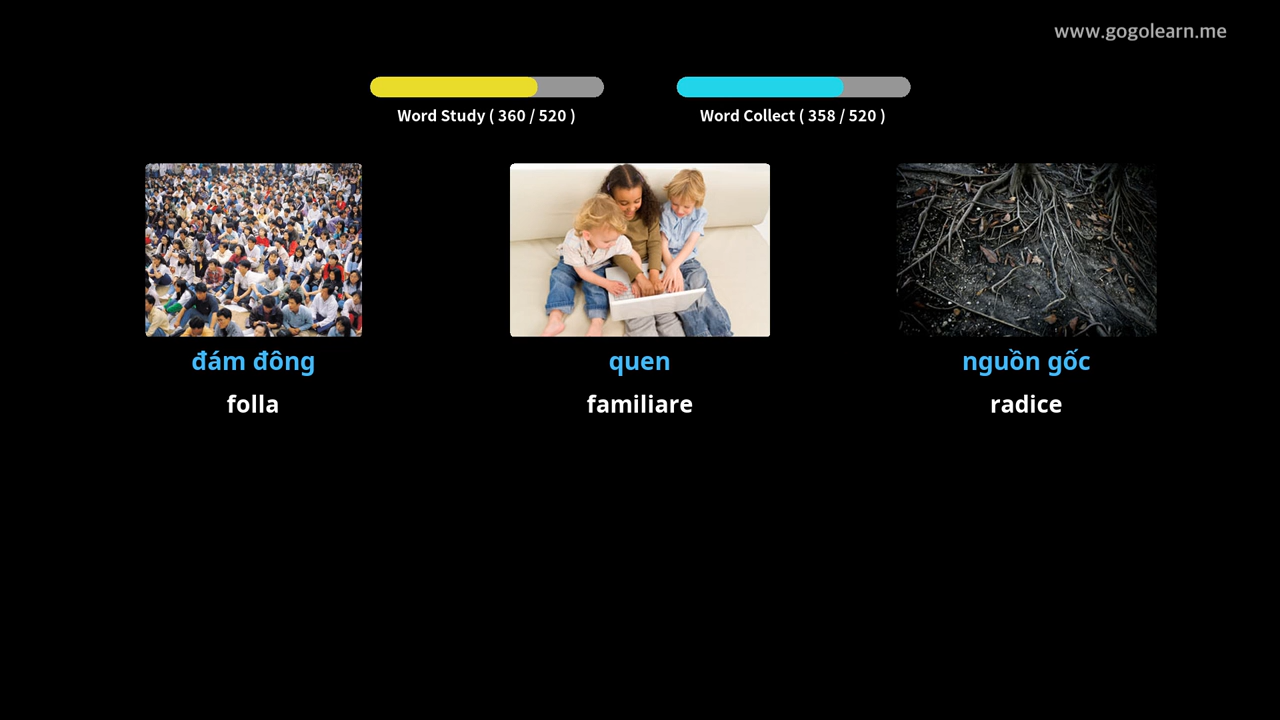 www.gogolearn.me
Word Study ( 360 / 520 )
Word Collect ( 358 / 520 )
đám đông
quen
nguồn gốc
folla
familiare
radice